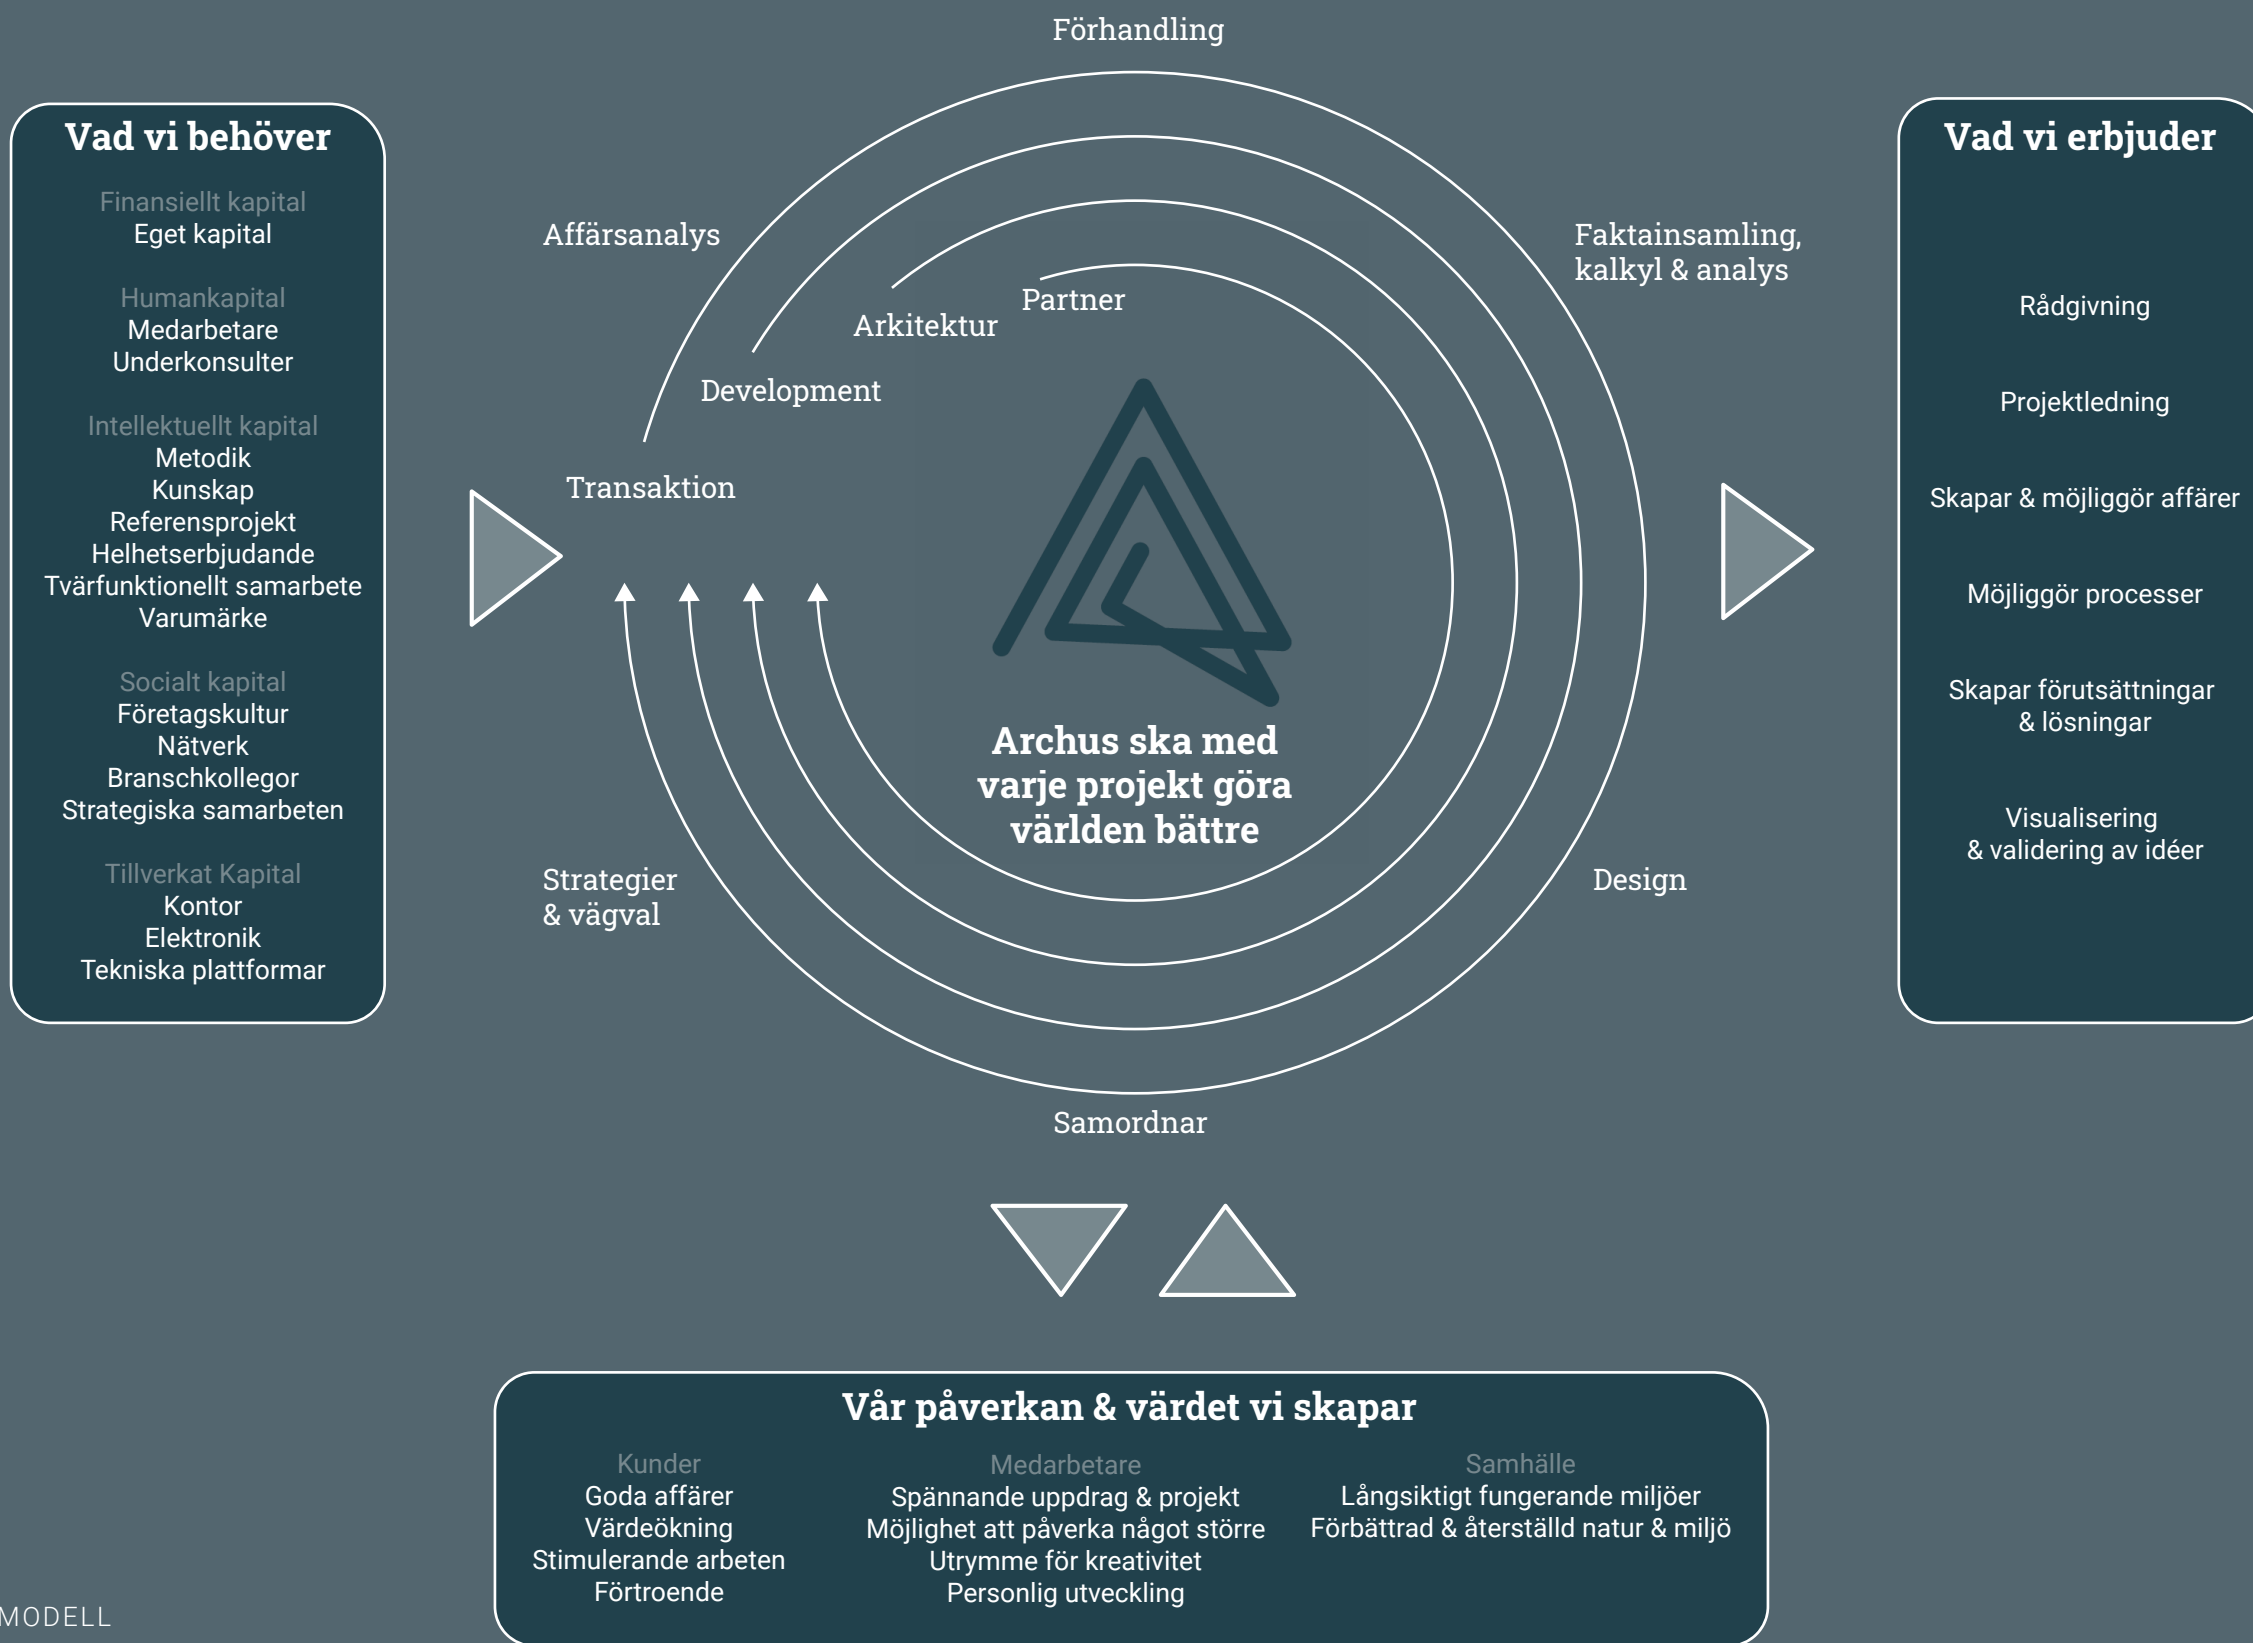 Förhandling
Vad vi behöver
Finansiellt kapital
Eget kapital
Humankapital
Medarbetare
Underkonsulter
Intellektuellt kapital
Metodik
Kunskap
Referensprojekt
Helhetserbjudande
Tvärfunktionellt samarbete
Varumärke
Socialt kapital
Företagskultur
Nätverk
Branschkollegor
Strategiska samarbeten
Tillverkat Kapital
Kontor
Elektronik
Tekniska plattformar
Affärsanalys
Faktainsamling,
kalkyl & analys
Partner
Arkitektur
Development
Transaktion
Archus ska med
varje projekt göra
världen bättre
Strategier
& vägval
Design
Samordnar
Vad vi erbjuder
Rådgivning
Projektledning
Skapar & möjliggör affärer
Möjliggör processer
Skapar förutsättningar
& lösningar
Visualisering
& validering av idéer
Vår påverkan & värdet vi skapar
Kunder
Goda affärer
Värdeökning
Stimulerande arbeten
Förtroende
Medarbetare
Spännande uppdrag & projekt
Möjlighet att påverka något större
Utrymme för kreativitet
Personlig utveckling
Samhälle
Långsiktigt fungerande miljöer
Förbättrad & återställd natur & miljö
MODELL